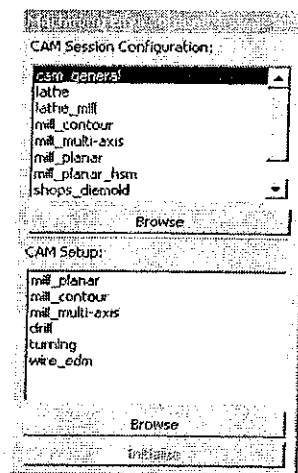 CAM Session Configuration:
cam_general
lathe
lathe_mill
mill_contour
mill_multi-axis
mill_planar
mill_planar_hsm
shops_diemold
Browse
CAM Setup:
mill_planar
mill_contour
mill_multi-axis
drill
turning
wire_edm
Browse
Initialize